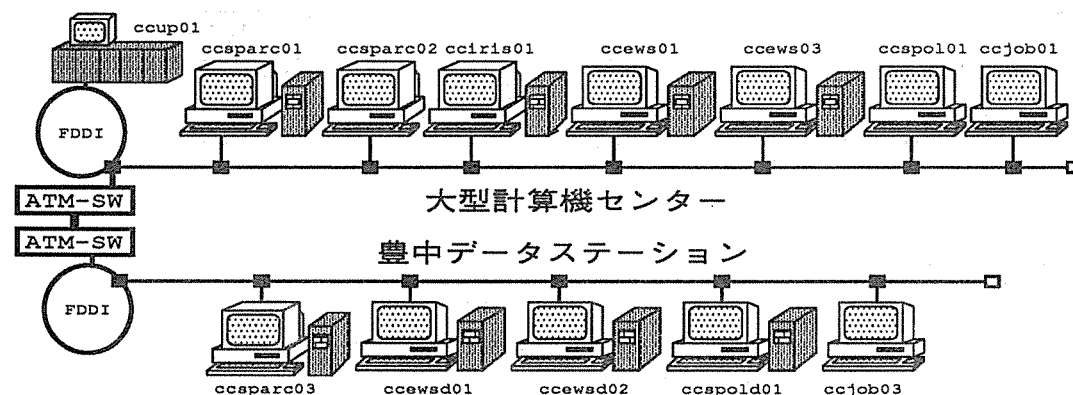 ccup01
ccsparc01 ccsparc02 cciris01 ccews01 ccews03 ccspol01 ccjob01
FDDI
大型計算機センター
ATM-SW
ATM-SW
豊中データステーション
FDDI
ccsparc03 ccewsd01 ccewsd02 ccspold01 ccjob03